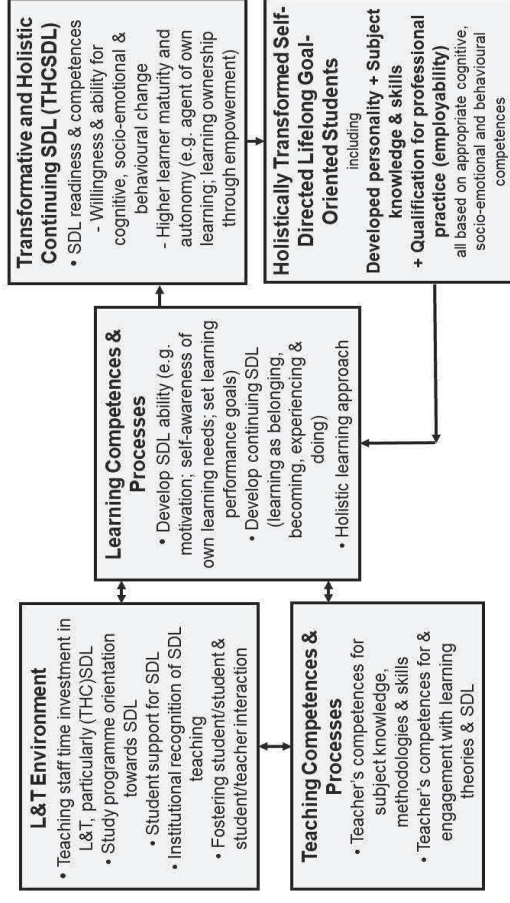 L&T Environment
• Teaching staff time investment in
L&T, particularly (THC)SDL
• Study programme orientation
towards SDL
• Student support for SDL
• Institutional recognition of SDL
teaching
• Fostering student/student &
student/teacher interaction
Teaching Competences &
Processes
• Teacher's competences for
subject knowledge,
methodologies & skills
• Teacher's competences for &
engagement with learning
theories & SDL
Learning Competences &
Processes
• Develop SDL ability (e.g.
motivation; self-awareness of
own learning needs; set learning
performance goals)
• Develop continuing SDL
(learning as belonging,
becoming, experiencing &
doing)
• Holistic learning approach
Transformative and Holistic
Continuing SDL (THCSDL)
• SDL readiness & competences
- Willingness & ability for
cognitive, socio-emotional &
behavioural change
- Higher learner maturity and
autonomy (e.g. agent of own
learning; learning ownership
through empowerment)
Holistically Transformed Self-
Directed Lifelong Goal-
Oriented Students
including
Developed personality + Subject
knowledge & skills
+ Qualification for professional
practice (employability)
all based on appropriate cognitive,
socio-emotional and behavioural
competences